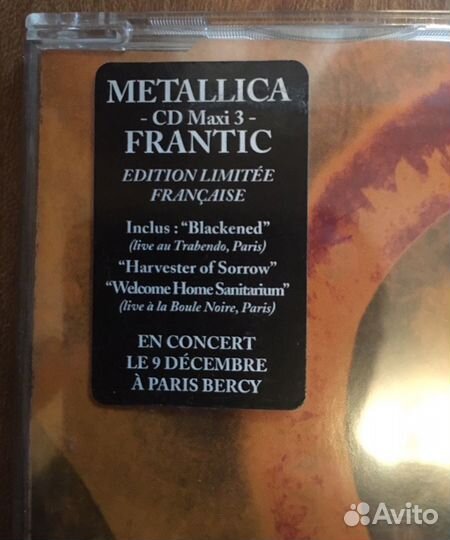 METALLICA
- CD Maxi 3 -
FRANTIC
EDITION LIMITÉE
FRANÇAISE
Inclus : “Blackened”
(live au Trabendo, Paris)
“Harvester of Sorrow”
“Welcome Home Sanitarium”
(live à la Boule Noire, Paris)
EN CONCERT
LE 9 DÉCEMBRE
À PARIS BERCY
Avito